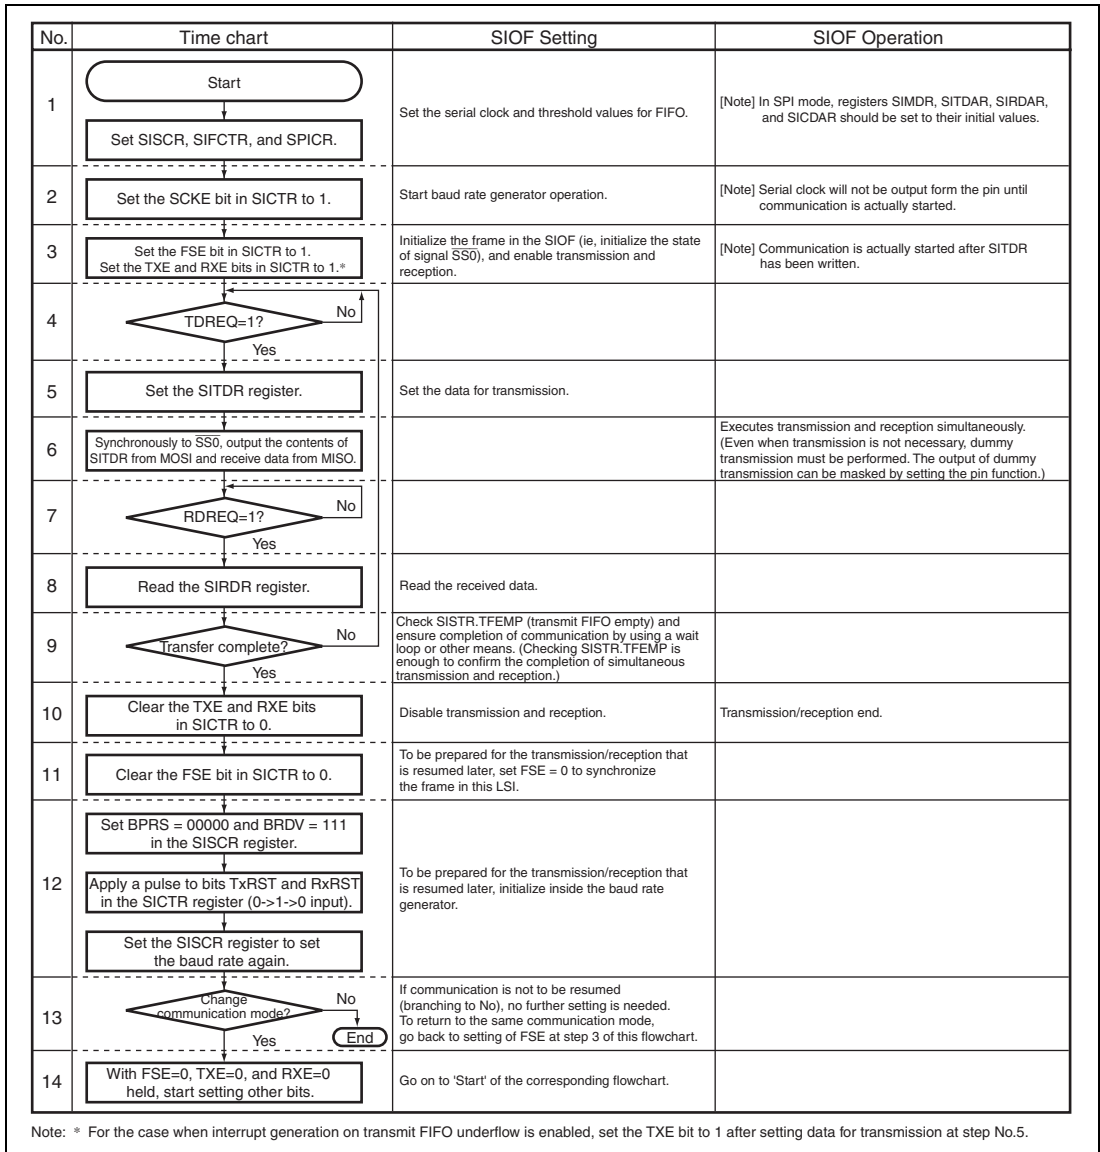 No. Time chart SIOF Setting SIOF Operation
1
Start
Set SISCR, SIFCTR, and SPICR.
Set the serial clock and threshold values for FIFO.
[Note] In SPI mode, registers SIMDR, SITDAR, SIRDAR,
and SICDAR should be set to their initial values.
2
Set the SCKE bit in SICTR to 1.
Start baud rate generator operation.
[Note] Serial clock will not be output form the pin until
communication is actually started.
3
Set the FSE bit in SICTR to 1.
Set the TXE and RXE bits in SICTR to 1.*
Initialize the frame in the SIOF (ie, initialize the state
of signal SS0), and enable transmission and
reception.
[Note] Communication is actually started after SITDR
has been written.
4
TDREQ=1?
No
Yes
5
Set the SITDR register.
Set the data for transmission.
6
Synchronously to SS0, output the contents of
SITDR from MOSI and receive data from MISO.
Executes transmission and reception simultaneously.
(Even when transmission is not necessary, dummy
transmission must be performed. The output of dummy
transmission can be masked by setting the pin function.)
7
RDREQ=1?
No
Yes
8
Read the SIRDR register.
Read the received data.
9
Transfer complete?
No
Yes
Check SISTR.TFEMP (transmit FIFO empty) and
ensure completion of communication by using a wait
loop or other means. (Checking SISTR.TFEMP is
enough to confirm the completion of simultaneous
transmission and reception.)
10
Clear the TXE and RXE bits
in SICTR to 0.
Disable transmission and reception.
Transmission/reception end.
11
Clear the FSE bit in SICTR to 0.
To be prepared for the transmission/reception that
is resumed later, set FSE = 0 to synchronize
the frame in this LSI.
12
Set BPRS = 00000 and BRDV = 111
in the SISCR register.
Apply a pulse to bits TxRST and RxRST
in the SICTR register (0->1->0 input).
Set the SISCR register to set
the baud rate again.
To be prepared for the transmission/reception that
is resumed later, initialize inside the baud rate
generator.
13
Change
communication mode?
No
End
Yes
If communication is not to be resumed
(branching to No), no further setting is needed.
To return to the same communication mode,
go back to setting of FSE at step 3 of this flowchart.
14
With FSE=0, TXE=0, and RXE=0
held, start setting other bits.
Go on to 'Start' of the corresponding flowchart.
Note: * For the case when interrupt generation on transmit FIFO underflow is enabled, set the TXE bit to 1 after setting data for transmission at step No.5.